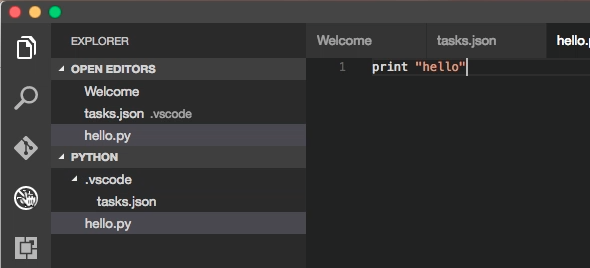 EXPLORER
OPEN EDITORS
Welcome
tasks.json .vscode
hello.py
PYTHON
.vscode
tasks.json
hello.py
Welcome tasks.json hello.p
1 print "hello"